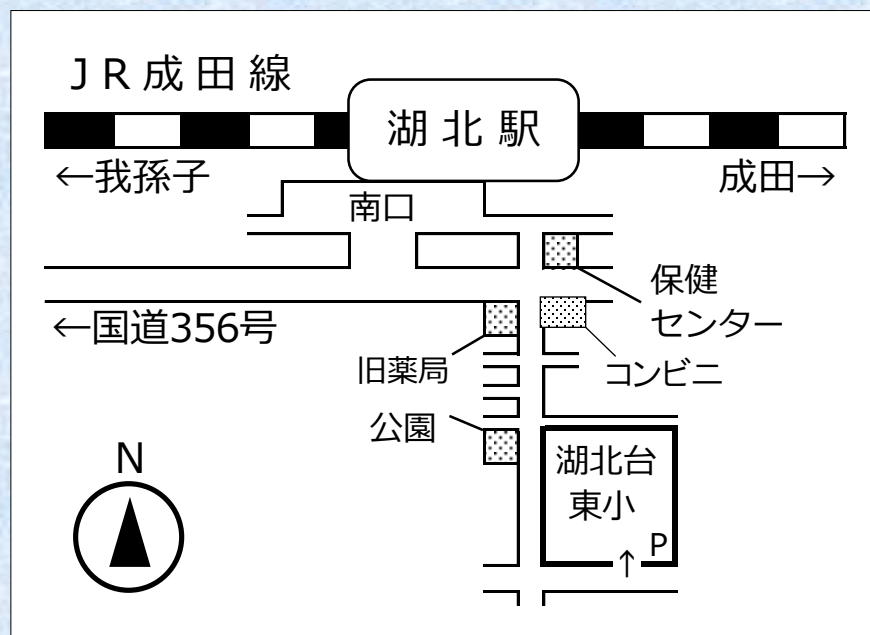 JR成田線
湖北駅
←我孫子
成田→
南口
保健
センター
←国道356号
旧薬局
コンビニ
公園
湖北台
東小
P
↑
N